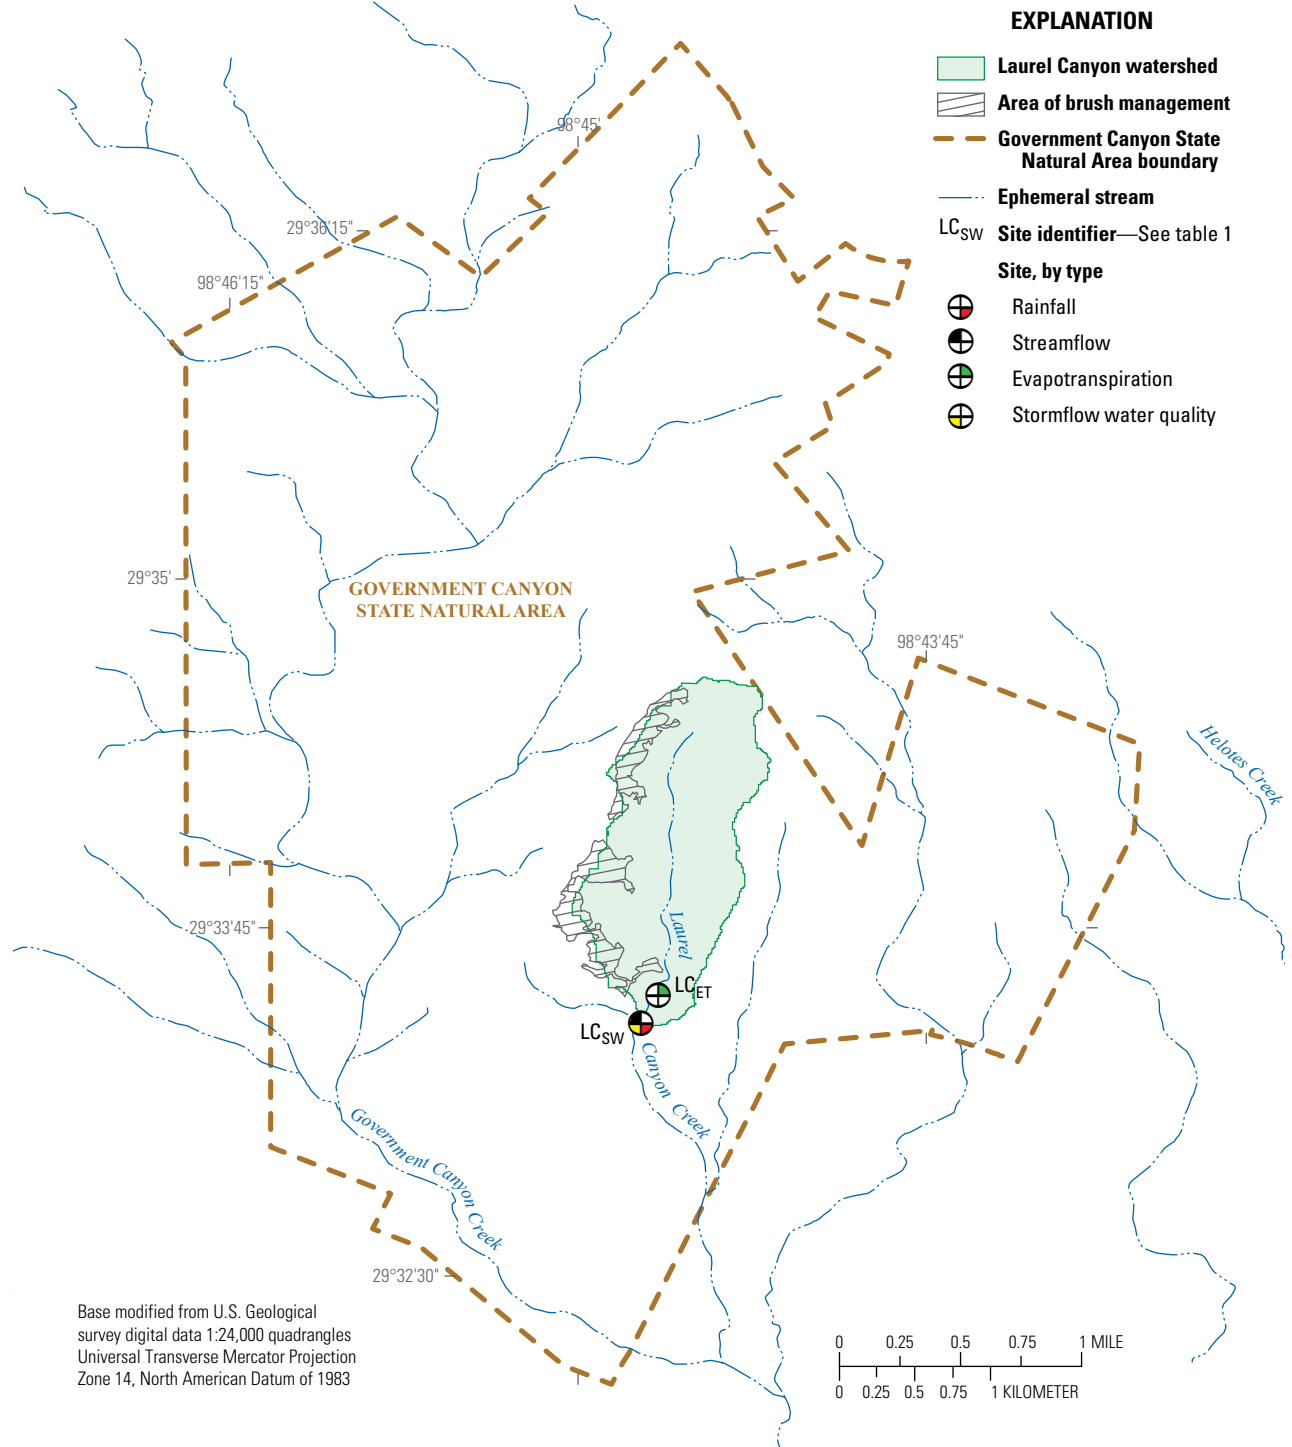 EXPLANATION
Laurel Canyon watershed
Area of brush management
Government Canyon State
Natural Area boundary
Ephemeral stream
LCSW Site identifier—See table 1
Site, by type
Rainfall
Streamflow
Evapotranspiration
Stormflow water quality
98°45'
29°36'15"
98°46'15"
29°35'
GOVERNMENT CANYON
STATE NATURAL AREA
98°43'45"
Helotes Creek
29°33'45"
Laurel
LCET
LCSW
Canyon Creek
Government Canyon Creek
29°32'30"
Base modified from U.S. Geological
survey digital data 1:24,000 quadrangles
Universal Transverse Mercator Projection
Zone 14, North American Datum of 1983
0 0.25 0.5 0.75 1 MILE
0 0.25 0.5 0.75 1 KILOMETER